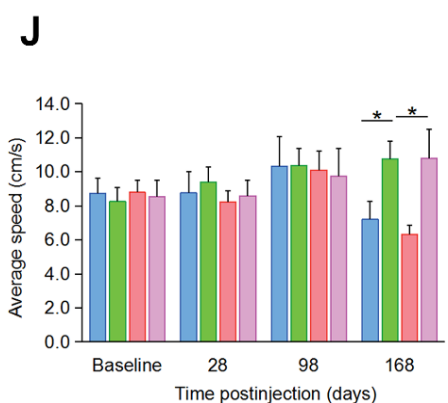 J
14.0
12.0
10.0
8.0
6.0
4.0
2.0
0.0
Average speed (cm/s)
* *
Baseline 28 98 168
Time postinjection (days)